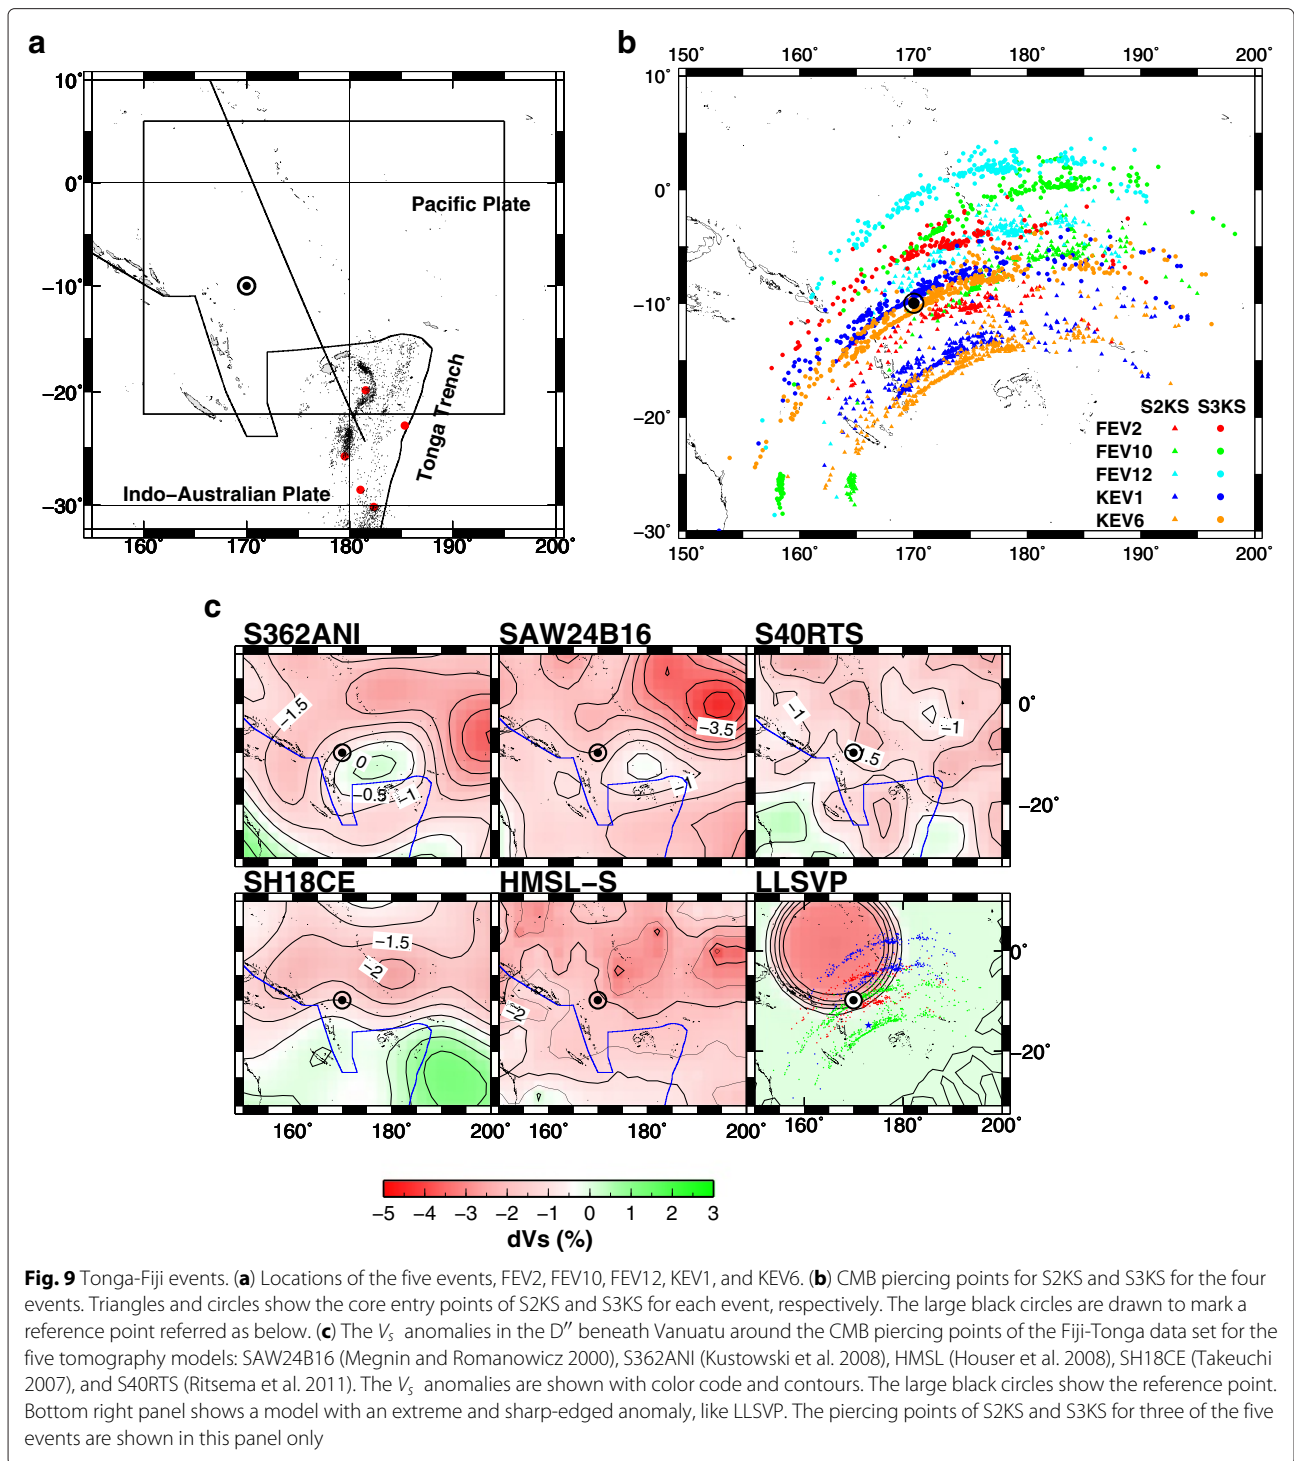 a
10°
0°
−10°
−20°
−30°
160°
170°
180°
190°
200°
Pacific Plate
Tonga Trench
Indo−Australian Plate
b
150°
160°
170°
180°
190°
200°
10°
0°
−10°
−20°
−30°
150°
160°
170°
180°
190°
200°
S2KS S3KS
FEV2
FEV10
FEV12
KEV1
KEV6
c
S362ANI
SAW24B16
S40RTS
−1.5
0
−0.5
−1
−3.5
−1
−1
−1
1.5
0°
−20°
SH18CE
HMSL−S
LLSVP
−1.5
−2
−2
0°
−20°
160°
180°
200°
160°
180°
200°
160°
180°
200°
−5 −4 −3 −2 −1 0 1 2 3
dVs (%)
Fig. 9 Tonga-Fiji events. (a) Locations of the five events, FEV2, FEV10, FEV12, KEV1, and KEV6. (b) CMB piercing points for S2KS and S3KS for the four
events. Triangles and circles show the core entry points of S2KS and S3KS for each event, respectively. The large black circles are drawn to mark a
reference point referred as below. (c) The Vs anomalies in the D″ beneath Vanuatu around the CMB piercing points of the Fiji-Tonga data set for the
five tomography models: SAW24B16 (Megnin and Romanowicz 2000), S362ANI (Kustowski et al. 2008), HMSL (Houser et al. 2008), SH18CE (Takeuchi
2007), and S40RTS (Ritsema et al. 2011). The Vs anomalies are shown with color code and contours. The large black circles show the reference point.
Bottom right panel shows a model with an extreme and sharp-edged anomaly, like LLSVP. The piercing points of S2KS and S3KS for three of the five
events are shown in this panel only